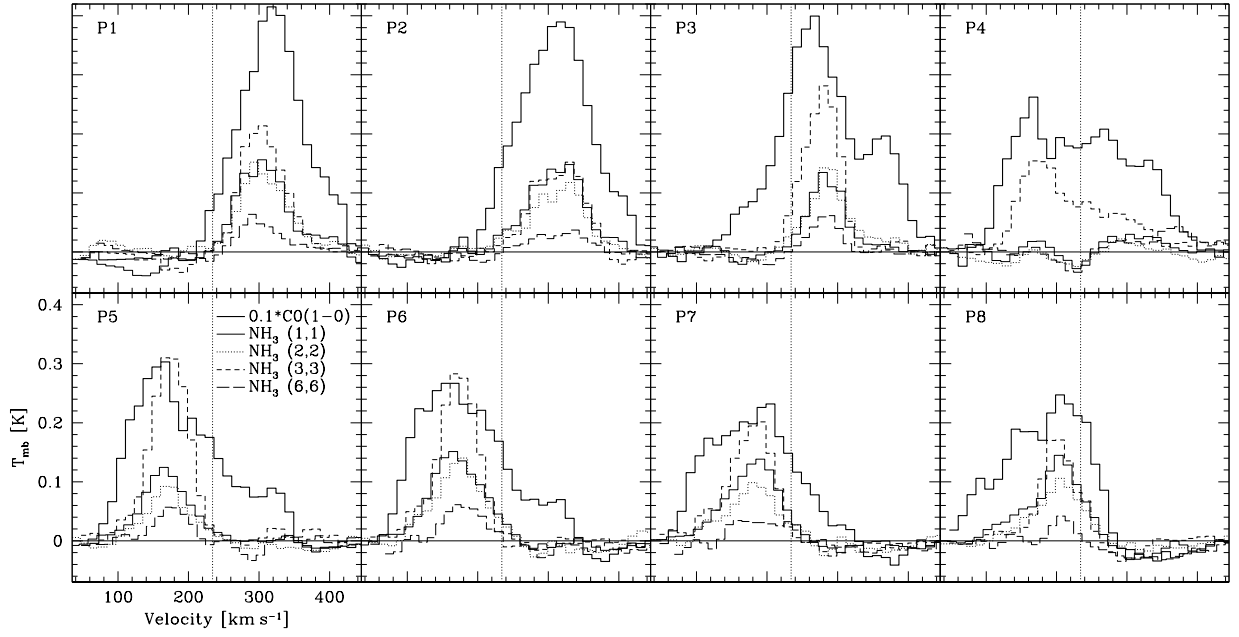 P1
P2
P3
P4
P5
P6
P7
P8
0.1*CO(1−0)
NH₃ (1,1)
NH₃ (2,2)
NH₃ (3,3)
NH₃ (6,6)
0.4
0.3
0.2
0.1
0
T_mb [K]
100 200 300 400
Velocity [km s⁻¹]